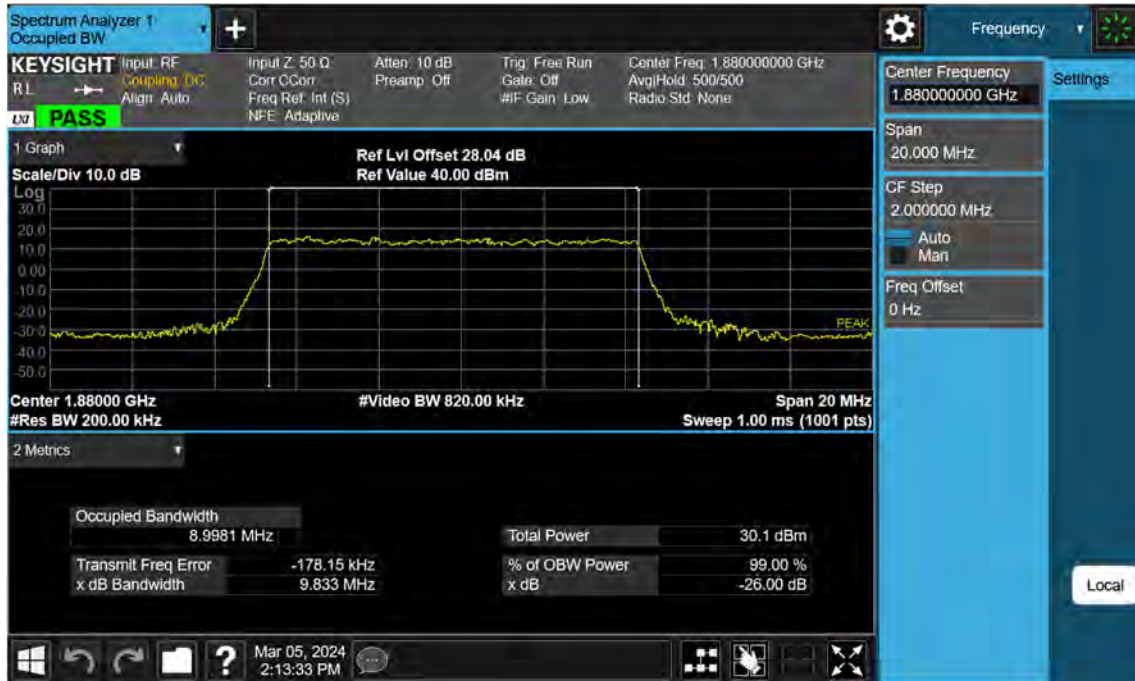 Spectrum Analyzer 1
Occupied BW
+
Frequency
KEYSIGHT
R L
LXI PASS
Input: RF
Coupling: DC
Align: Auto
Input Z: 50 Ω
Corr CCorr
Freq Ref: Int (S)
NFE: Adaptive
Atten: 10 dB
Preamp: Off
Trig: Free Run
Gate: Off
#IF Gain: Low
Center Freq: 1.880000000 GHz
Avg|Hold: 500/500
Radio Std: None
Center Frequency
1.880000000 GHz
Settings
Span
20.000 MHz
CF Step
2.000000 MHz
Auto
Man
Freq Offset
0 Hz
1 Graph
Scale/Div 10.0 dB
Ref Lvl Offset 28.04 dB
Ref Value 40.00 dBm
Log
30.0
20.0
10.0
0.00
-10.0
-20.0
-30.0
-40.0
-50.0
PEAK
Center 1.88000 GHz
#Res BW 200.00 kHz
#Video BW 820.00 kHz
Span 20 MHz
Sweep 1.00 ms (1001 pts)
2 Metrics
Occupied Bandwidth
8.9981 MHz
Transmit Freq Error -178.15 kHz
x dB Bandwidth 9.833 MHz
Total Power 30.1 dBm
% of OBW Power 99.00 %
x dB -26.00 dB
Local
?
Mar 05, 2024
2:13:33 PM